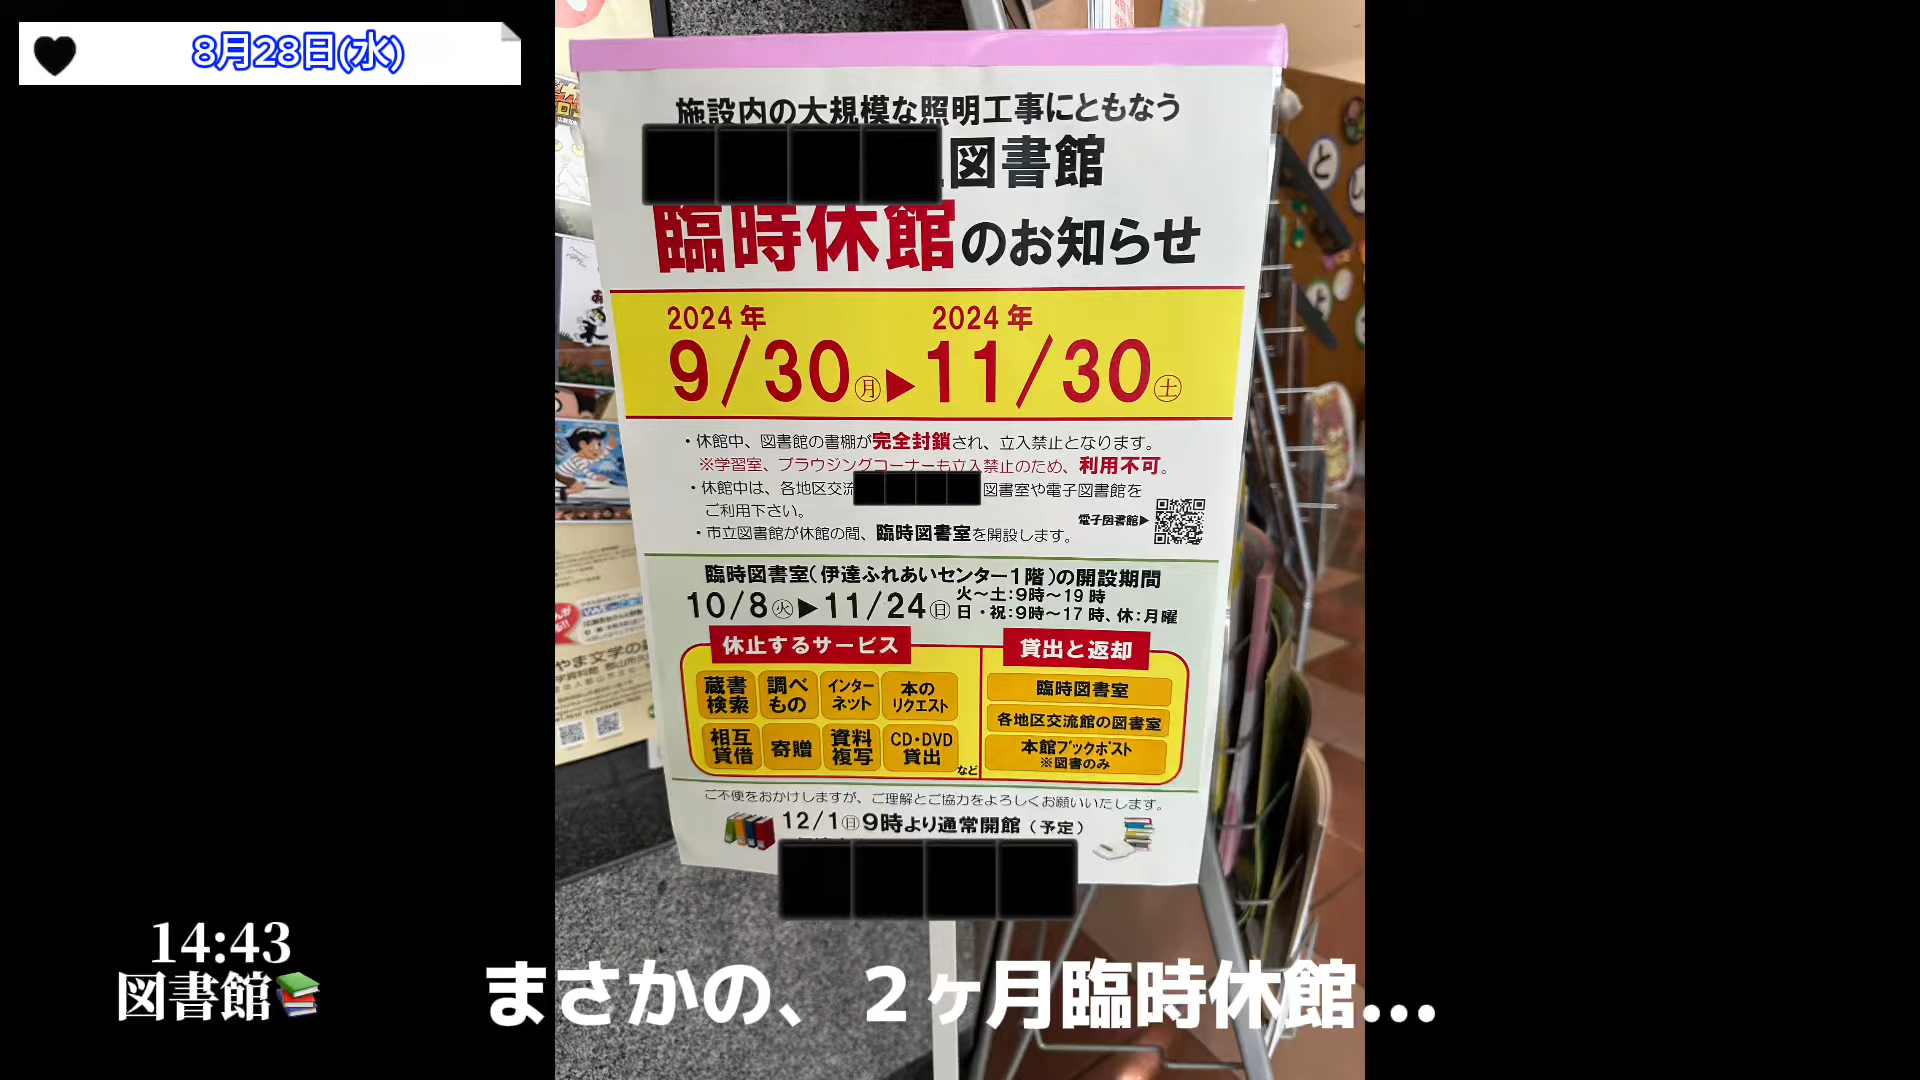 8月28日(水)
施設内の大規模な照明工事にともなう
図書館
臨時休館のお知らせ
2024年 2024年
9/30㊊▶11/30㊏
・休館中、図書館の書棚が完全封鎖され、立入禁止となります。
※学習室、ブラウジングコーナーも立入禁止のため、利用不可。
・休館中は、各地区交流 図書室や電子図書館を
ご利用下さい。
電子図書館▶
・市立図書館が休館の間、臨時図書室を開設します。
臨時図書室(伊達ふれあいセンター1階)の開設期間
10/8㊋▶11/24㊐
火~土:9時~19時
日・祝:9時~17時、休:月曜
休止するサービス
蔵書検索
調べもの
インターネット
本のリクエスト
相互貸借
寄贈
資料複写
CD・DVD貸出
など
貸出と返却
臨時図書室
各地区交流館の図書室
本館ブックポスト
※図書のみ
ご不便をおかけしますが、ご理解とご協力をよろしくお願いいたします。
12/1㊐9時より通常開館(予定)
14:43
図書館📚
まさかの、2ヶ月臨時休館...